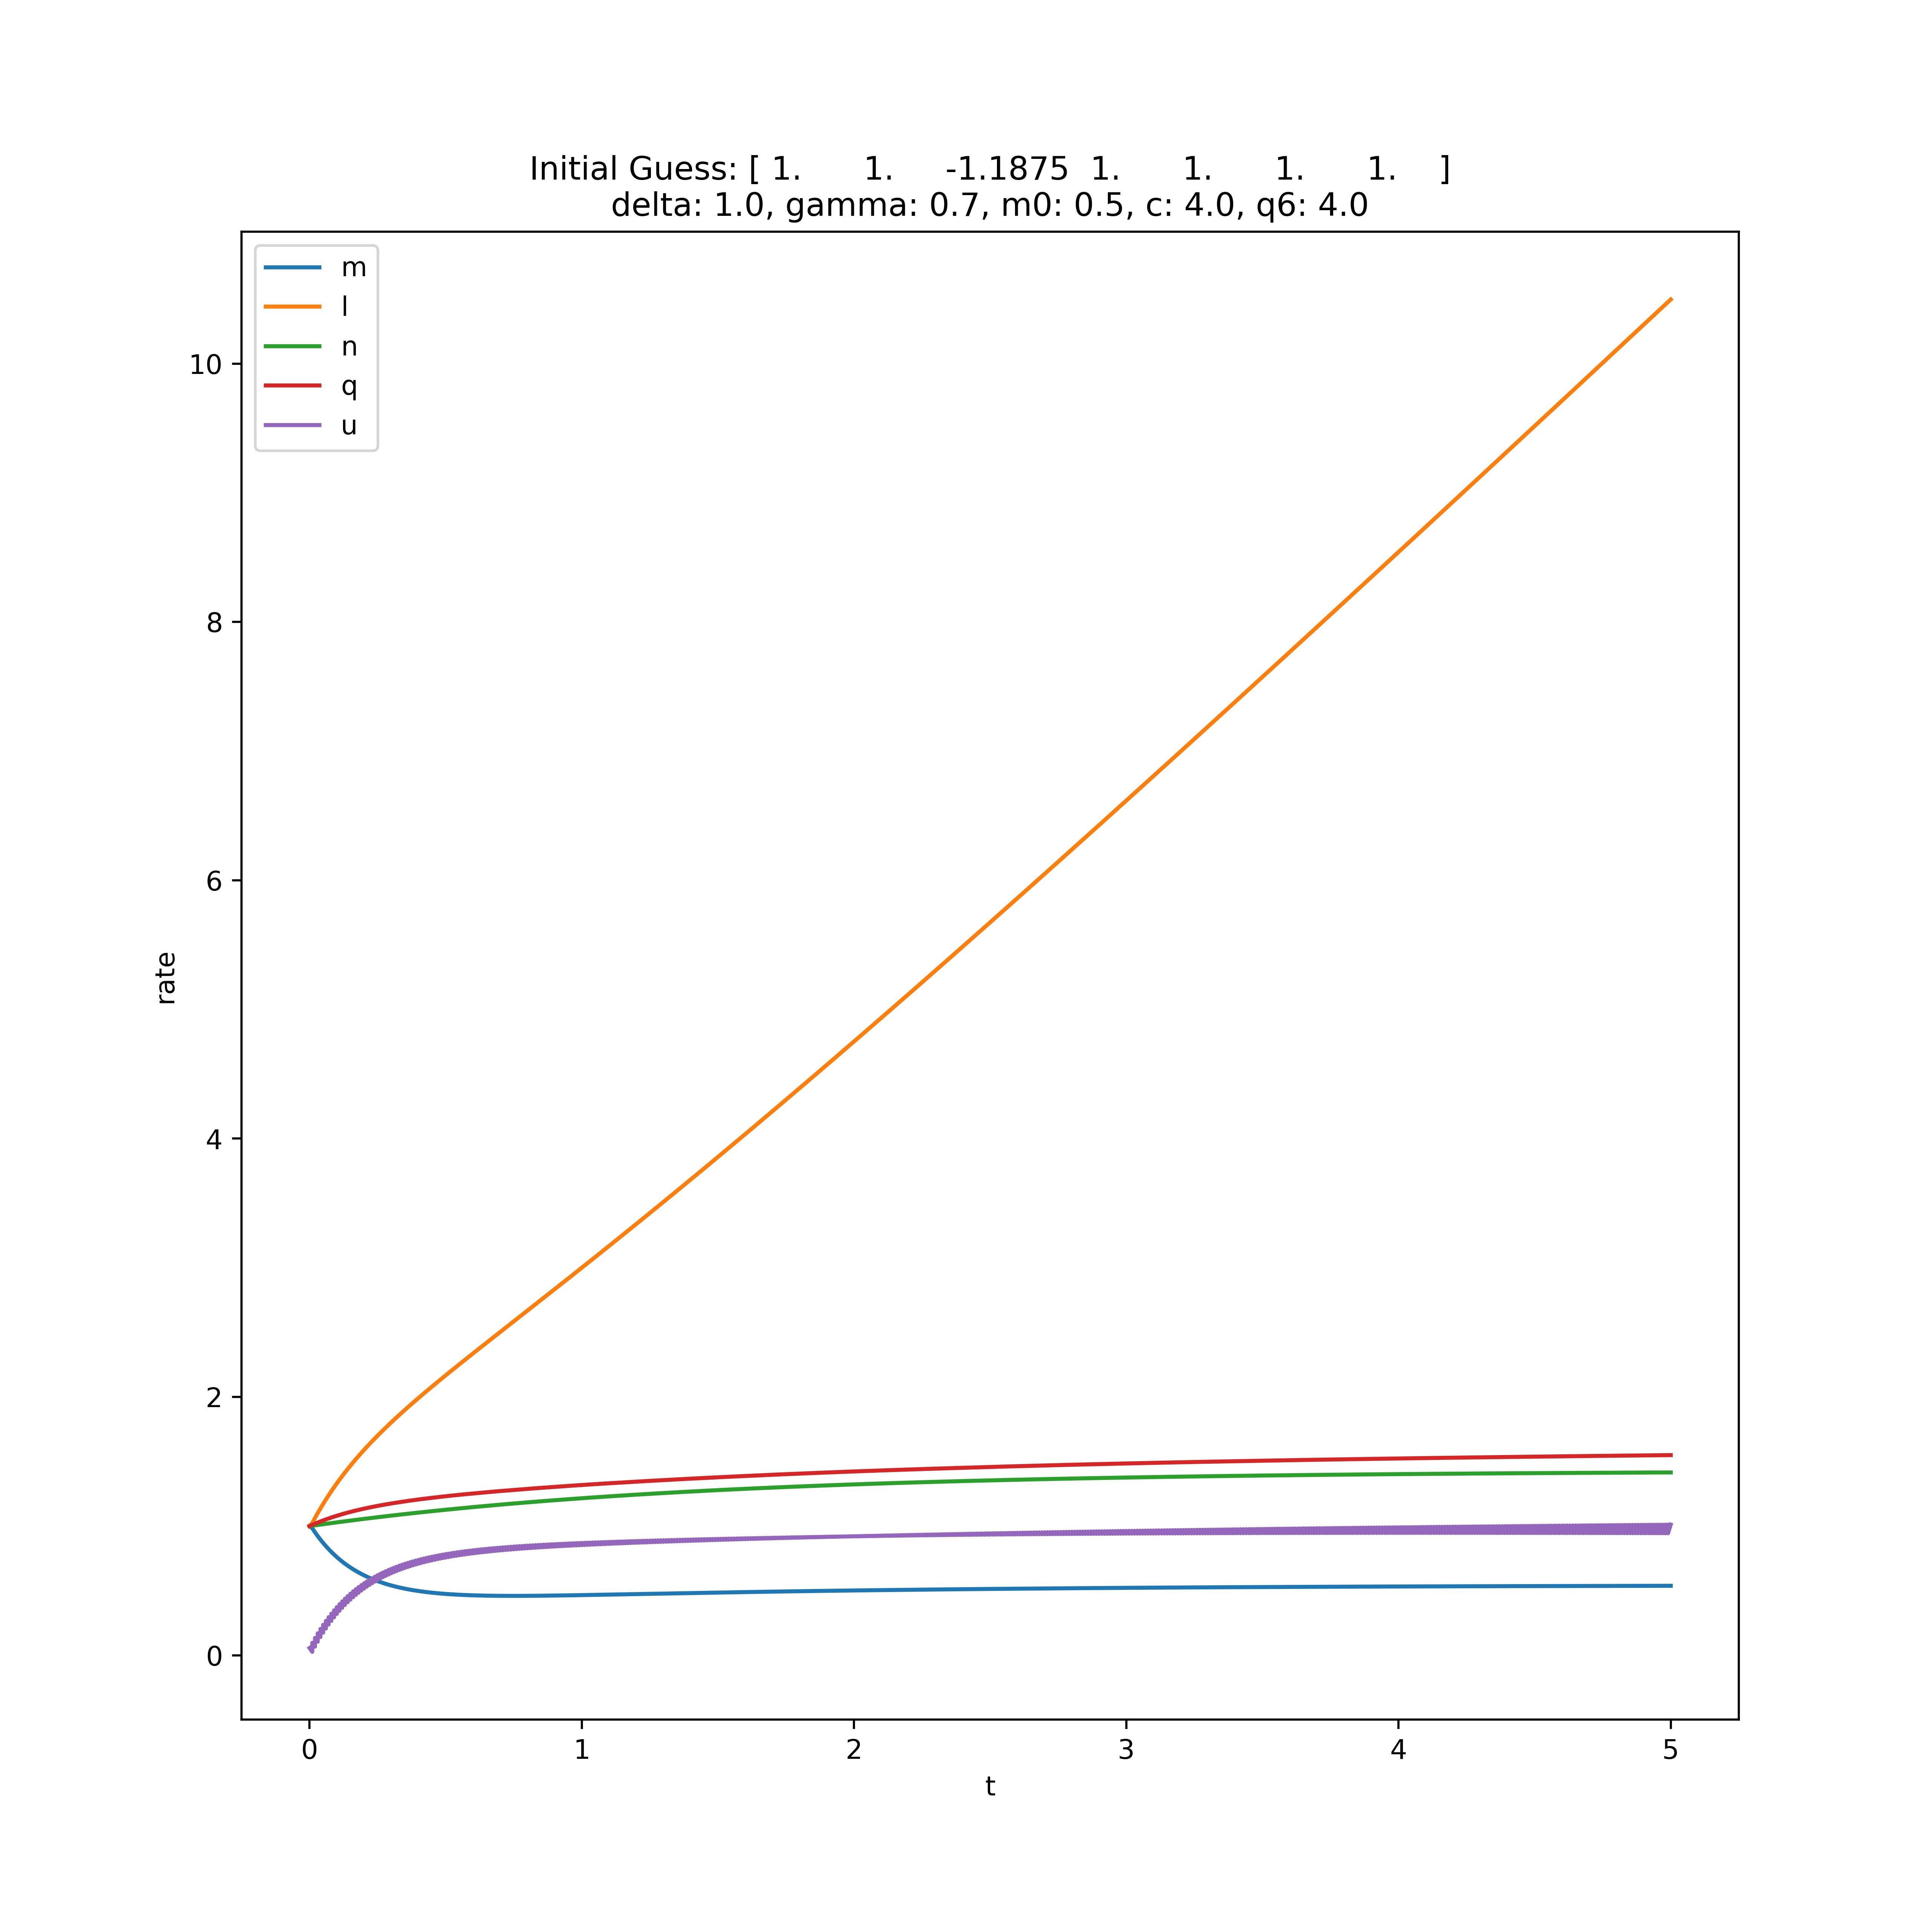 Initial Guess: [ 1. 1. -1.1875 1. 1. 1. 1. ]
delta: 1.0, gamma: 0.7, m0: 0.5, c: 4.0, q6: 4.0
m
l
n
q
u
10
8
6
4
2
0
rate
0 1 2 3 4 5
t